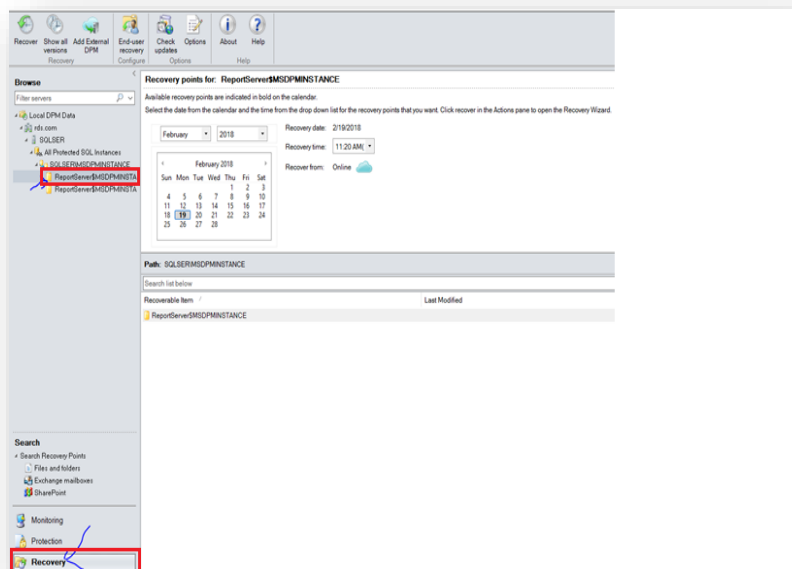 Recover Show all versions Add External DPM End-user recovery Check updates Options About Help
Recovery Configure Options Help
Browse
Filter servers
Local DPM Data
rds.com
SQLSER
All Protected SQL Instances
SQLSER\MSDPMINSTANCE
ReportServer$MSDPMINSTA
ReportServer$MSDPMINSTA
Recovery points for: ReportServer$MSDPMINSTANCE
Available recovery points are indicated in bold on the calendar.
Select the date from the calendar and the time from the drop down list for the recovery points that you want. Click recover in the Actions pane to open the Recovery Wizard.
February 2018
February 2018
Sun Mon Tue Wed Thu Fri Sat
1 2 3
4 5 6 7 8 9 10
11 12 13 14 15 16 17
18 19 20 21 22 23 24
25 26 27 28
Recovery date: 2/19/2018
Recovery time: 11:20 AM(
Recover from: Online
Path: SQLSER\MSDPMINSTANCE
Search list below
Recoverable Item / Last Modified
ReportServer$MSDPMINSTANCE
Search
Search Recovery Points
Files and folders
Exchange mailboxes
SharePoint
Monitoring
Protection
Recovery